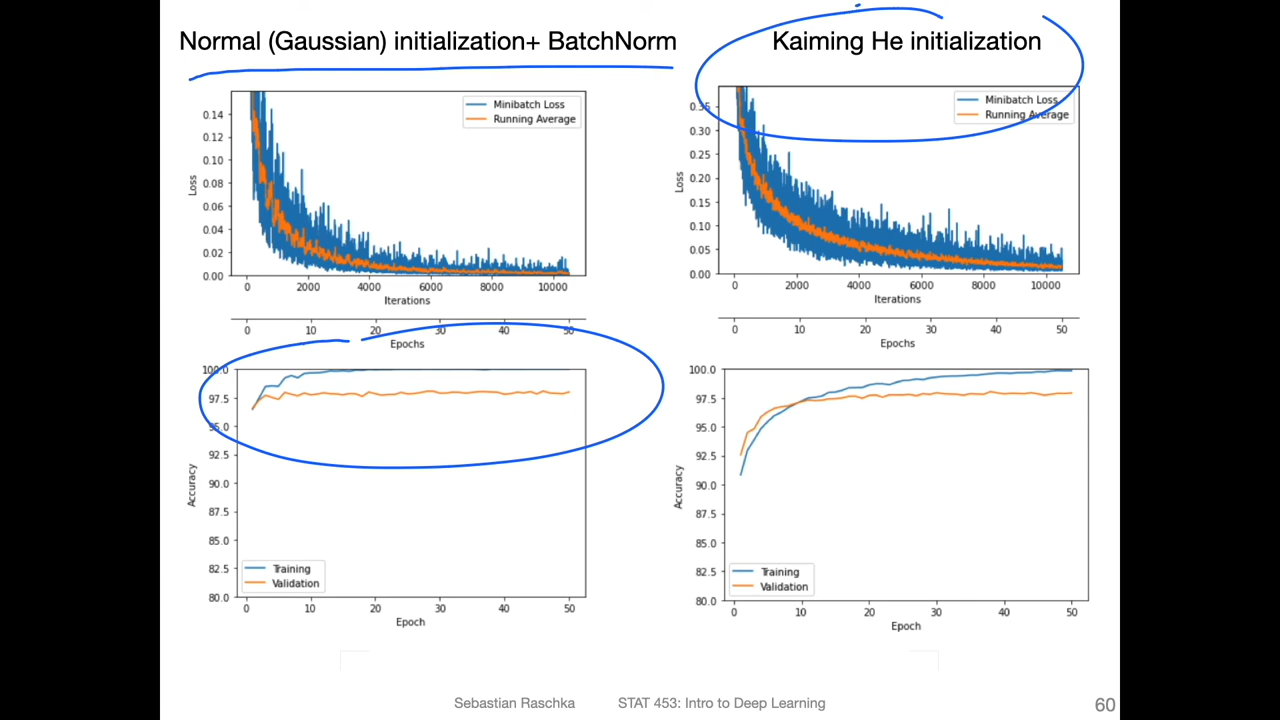 Normal (Gaussian) initialization+ BatchNorm
Minibatch Loss
Running Average
0.14
0.12
0.10
0.08
0.06
0.04
0.02
0.00
Loss
0 2000 4000 6000 8000 10000
Iterations
0 10 20 30 40 50
Epochs
100.0
97.5
95.0
92.5
90.0
87.5
85.0
82.5
80.0
Accuracy
Training
Validation
0 10 20 30 40 50
Epoch
Kaiming He initialization
Minibatch Loss
Running Average
0.35
0.30
0.25
0.20
0.15
0.10
0.05
0.00
Loss
0 2000 4000 6000 8000 10000
Iterations
0 10 20 30 40 50
Epochs
100.0
97.5
95.0
92.5
90.0
87.5
85.0
82.5
80.0
Accuracy
Training
Validation
0 10 20 30 40 50
Epoch
Sebastian Raschka STAT 453: Intro to Deep Learning 60